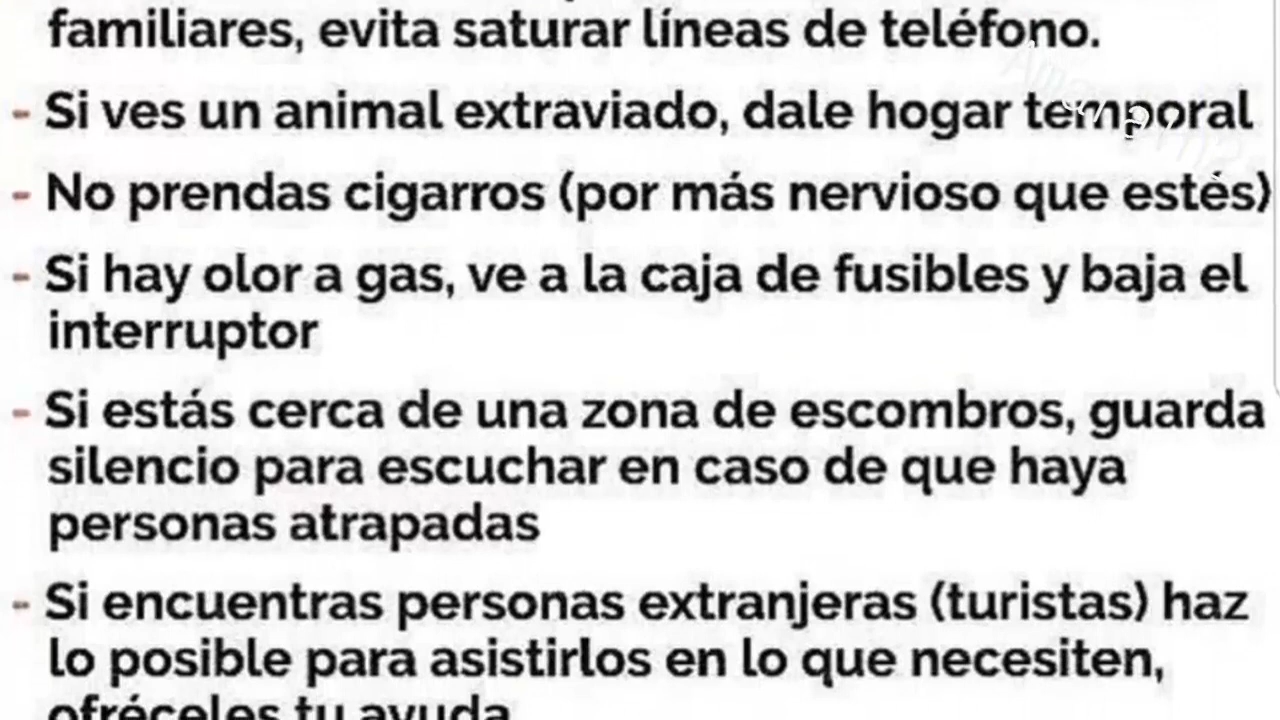 familiares, evita saturar líneas de teléfono.
- Si ves un animal extraviado, dale hogar temporal
- No prendas cigarros (por más nervioso que estés)
- Si hay olor a gas, ve a la caja de fusibles y baja el
interruptor
- Si estás cerca de una zona de escombros, guarda
silencio para escuchar en caso de que haya
personas atrapadas
- Si encuentras personas extranjeras (turistas) haz
lo posible para asistirlos en lo que necesiten,
ofréceles tu ayuda